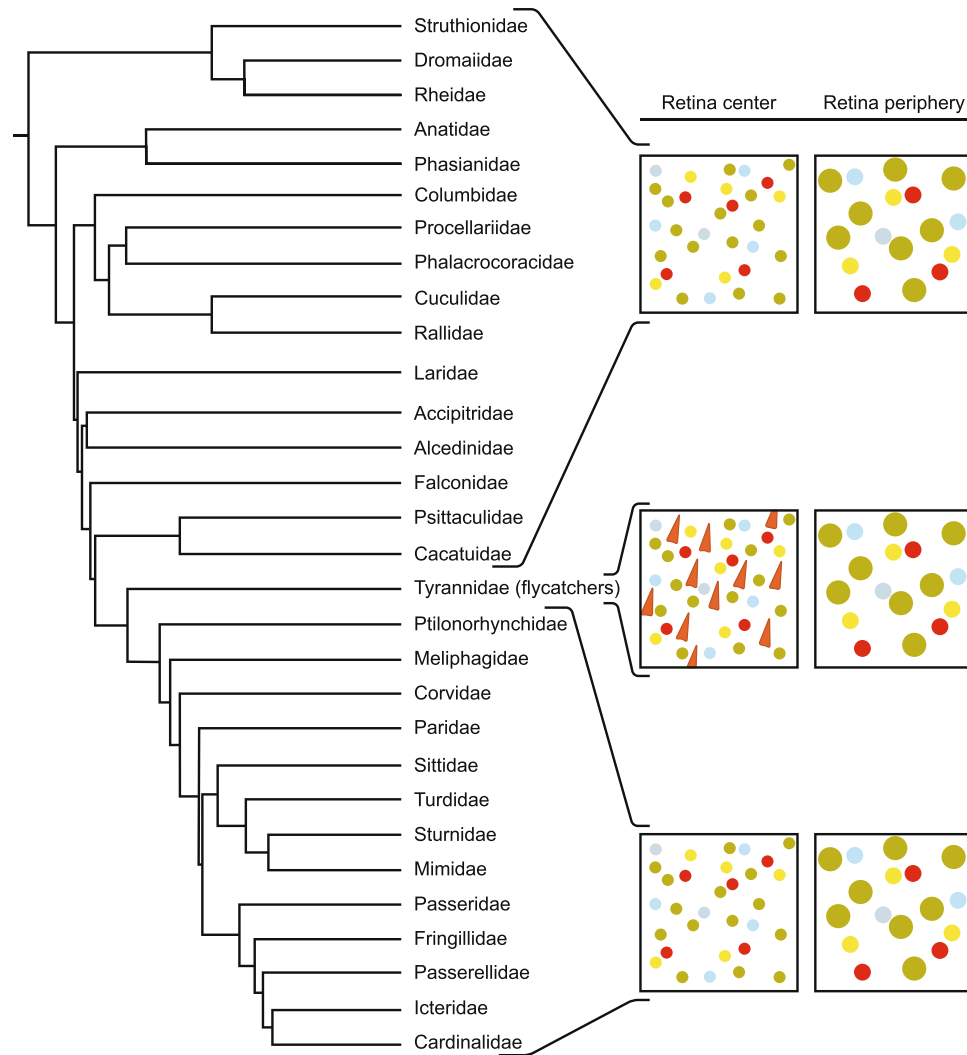 Struthionidae
Dromaiidae
Rheidae
Anatidae
Phasianidae
Columbidae
Procellariidae
Phalacrocoracidae
Cuculidae
Rallidae
Laridae
Accipitridae
Alcedinidae
Falconidae
Psittaculidae
Cacatuidae
Tyrannidae (flycatchers)
Ptilonorhynchidae
Meliphagidae
Corvidae
Paridae
Sittidae
Turdidae
Sturnidae
Mimidae
Passeridae
Fringillidae
Passerellidae
Icteridae
Cardinalidae
Retina center
Retina periphery